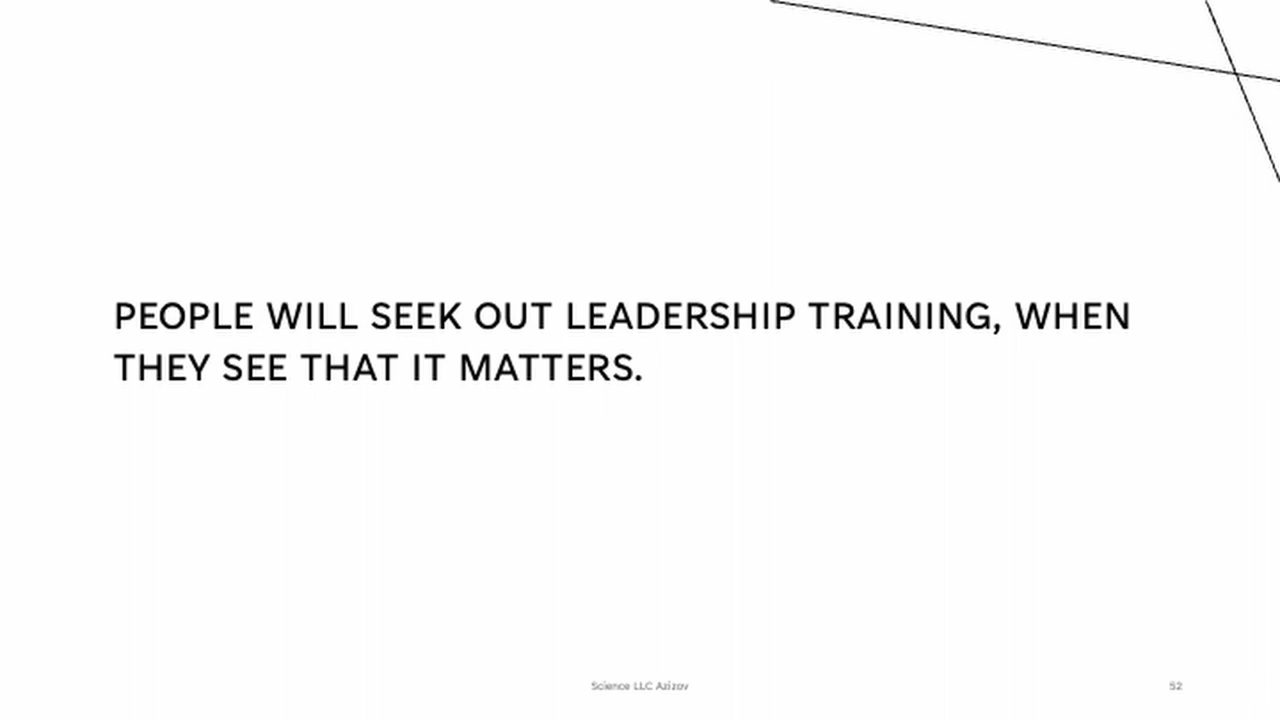 PEOPLE WILL SEEK OUT LEADERSHIP TRAINING, WHEN
THEY SEE THAT IT MATTERS.
Science LLC Azizov
52